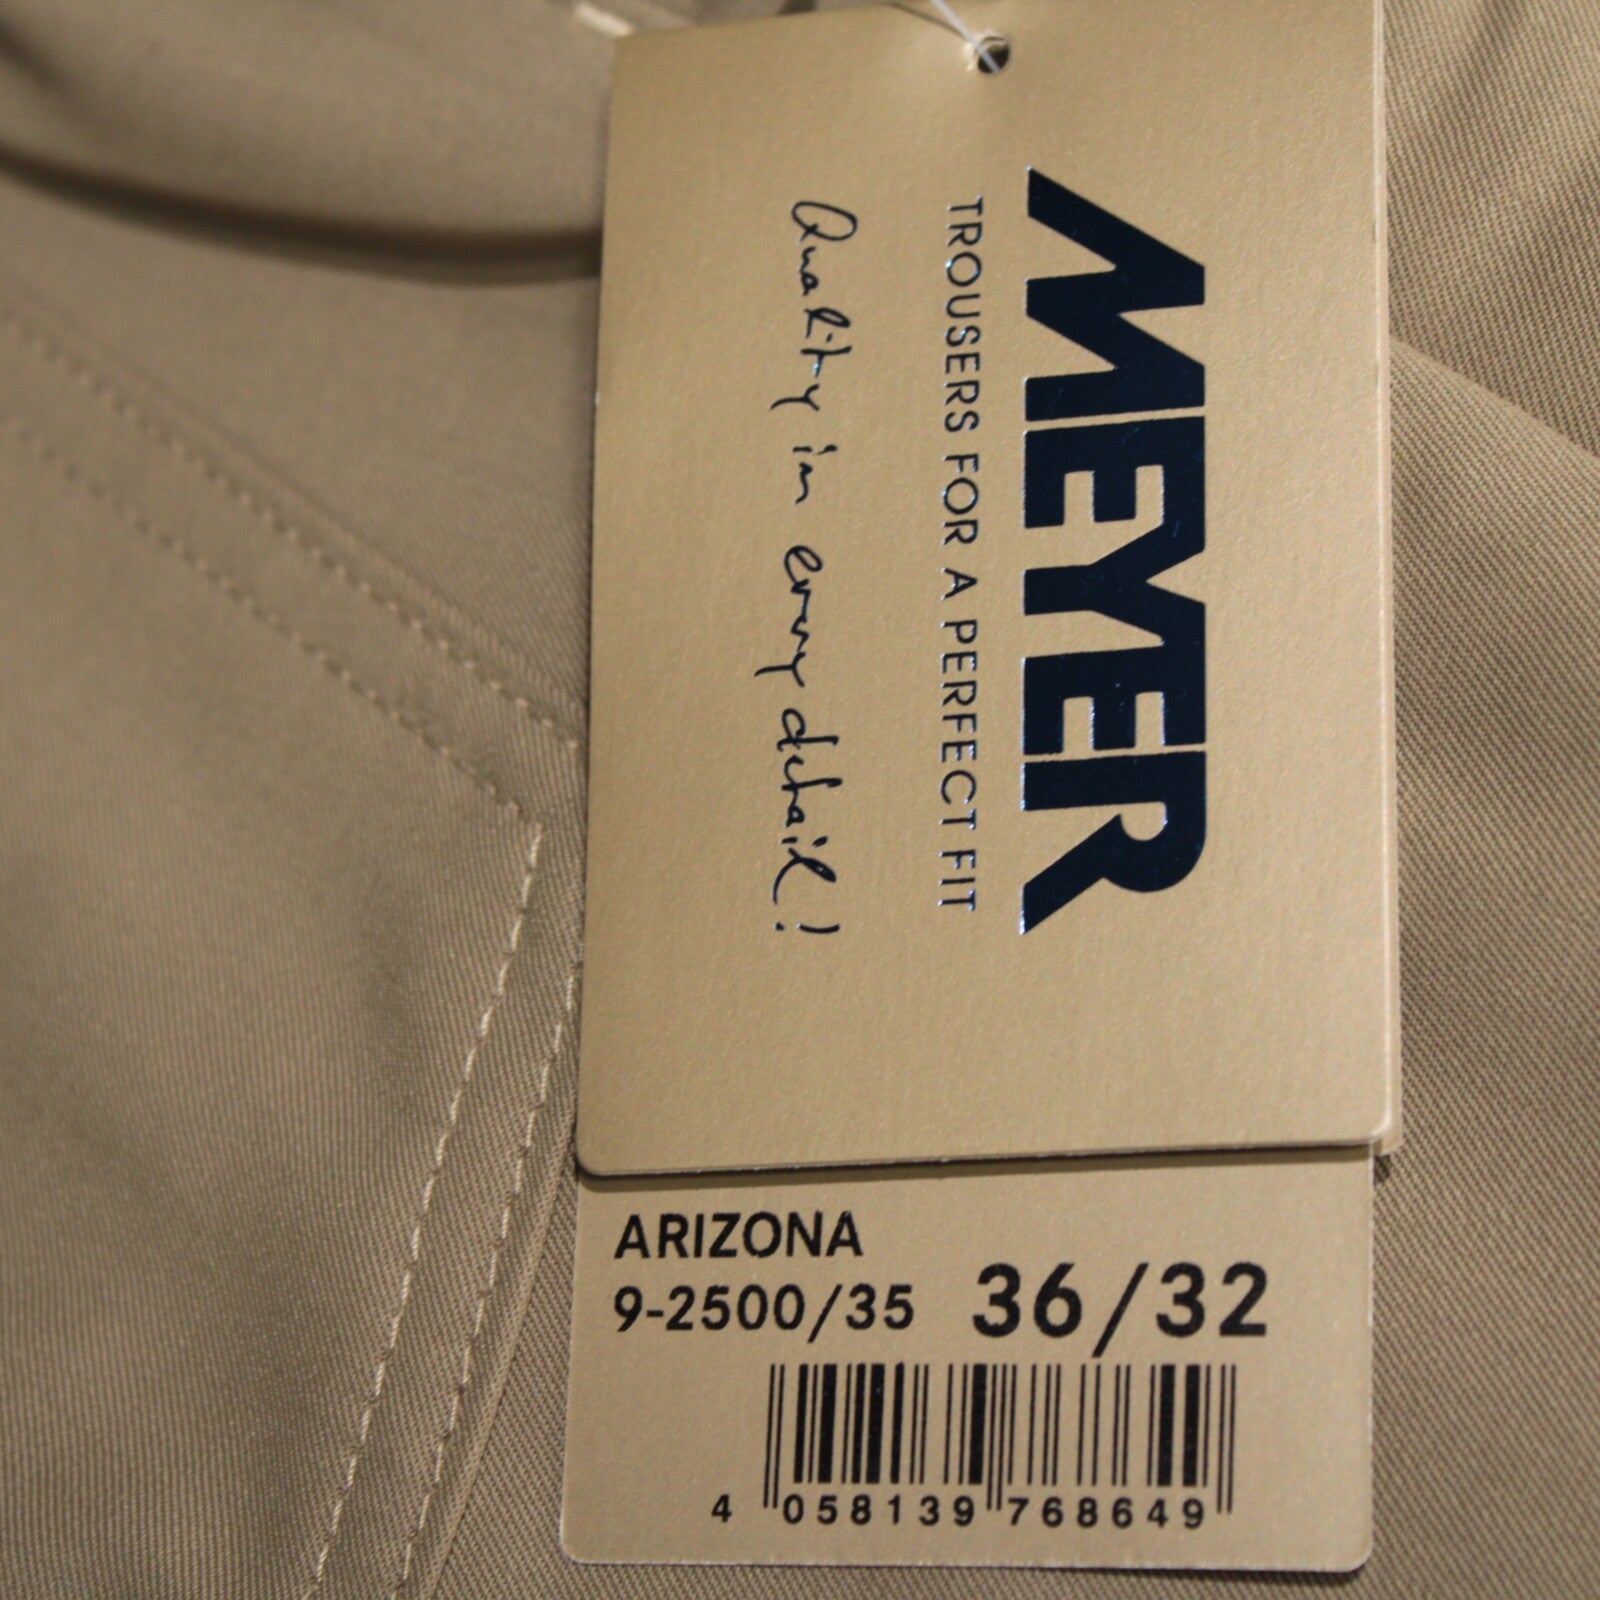 MEYER
TROUSERS FOR A PERFECT FIT
Quality in every detail!
ARIZONA
9-2500/35 36/32
4 058139 768649